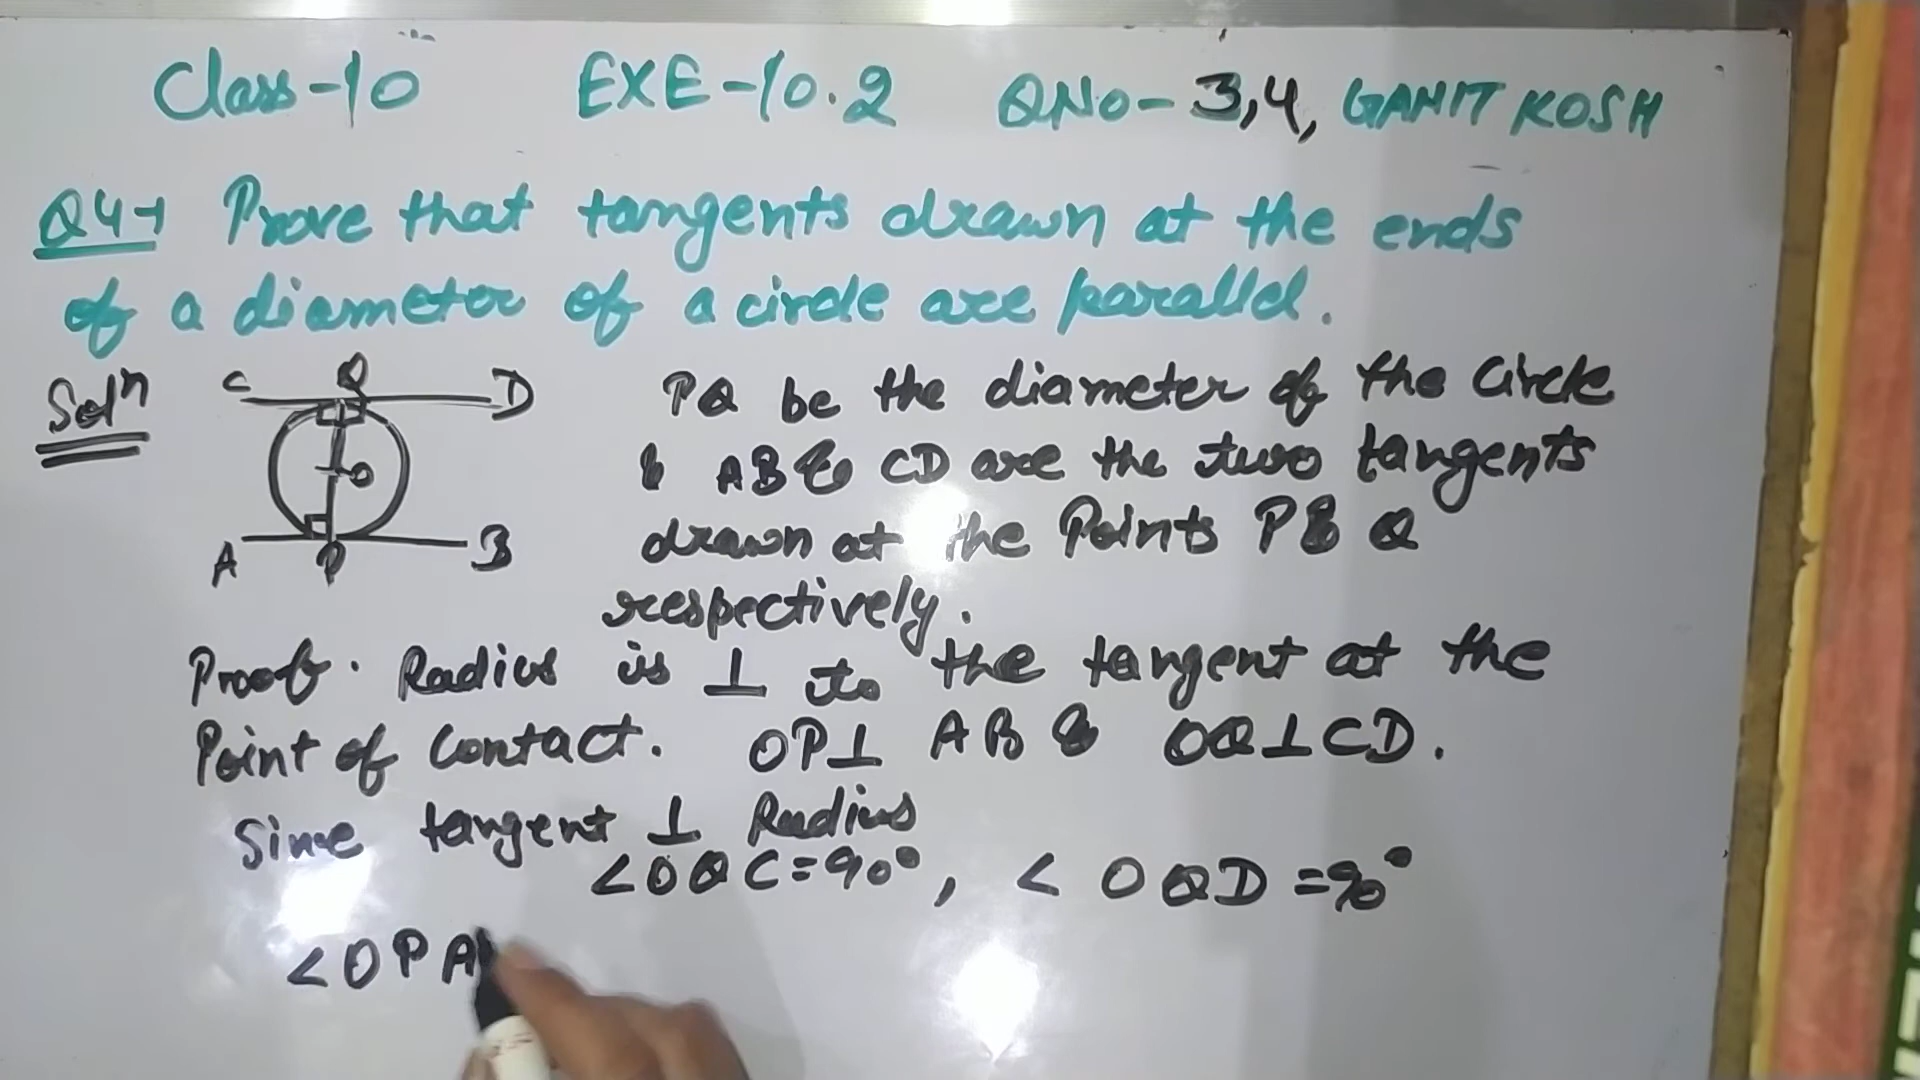 Class-10 EXE-10.2 QNo-3,4, GANIT KOSH
Q4→ Prove that tangents drawn at the ends
of a diameter of a circle are parallel.
Solⁿ
C Q D
O
A P B
PQ be the diameter of the Circle
& AB & CD are the two tangents
drawn at the Points P & Q
respectively.
Proof. Radius is ⊥ to the tangent at the
Point of Contact. OP⊥ AB & OQ⊥CD.
Since tangent ⊥ Radius
<OQC=90°, < OQD =90°
<OPA